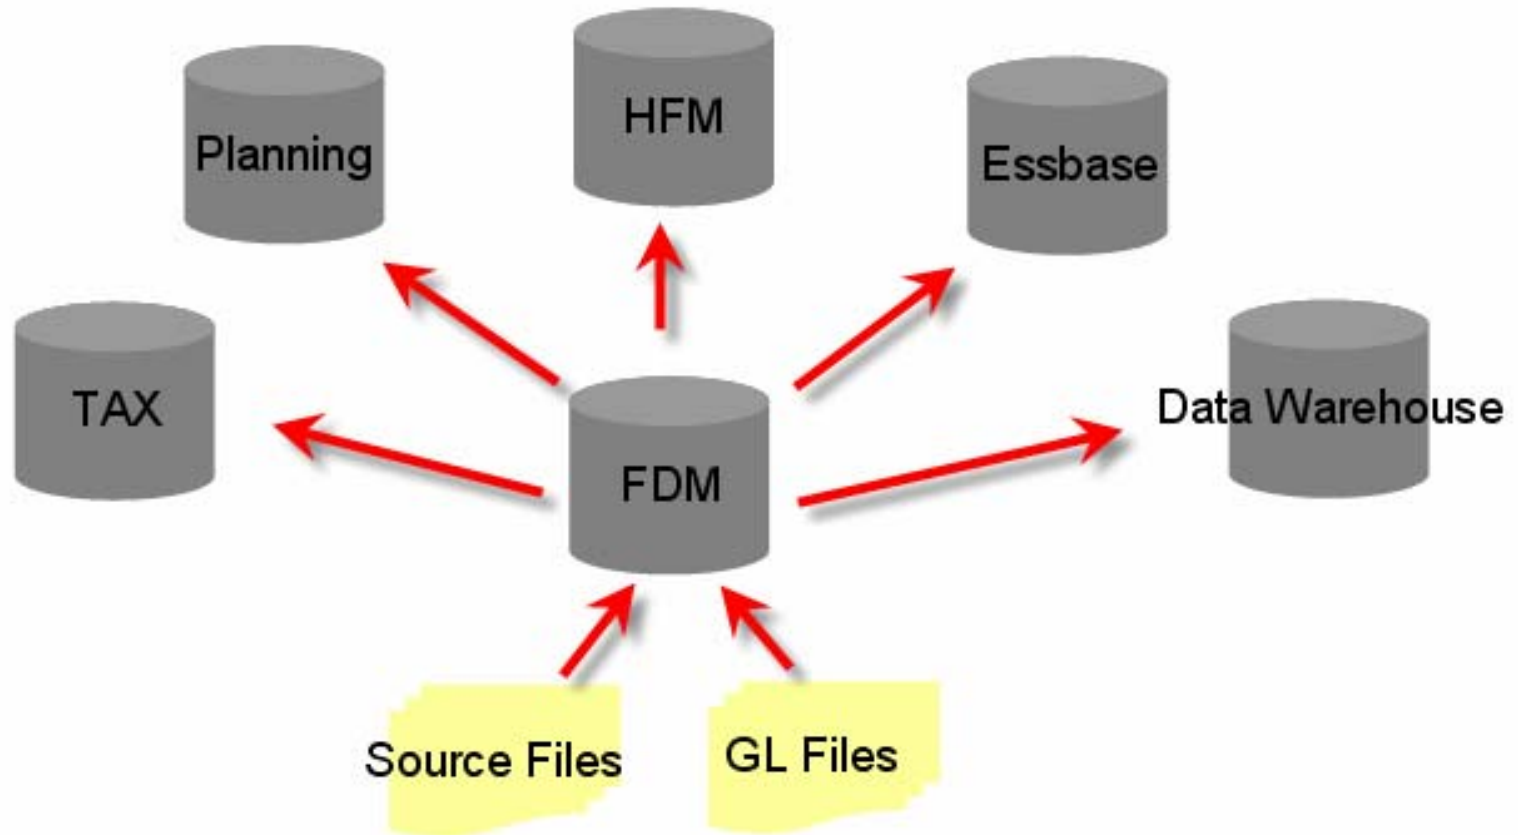 HFM
Planning
Essbase
TAX
Data Warehouse
FDM
Source Files
GL Files